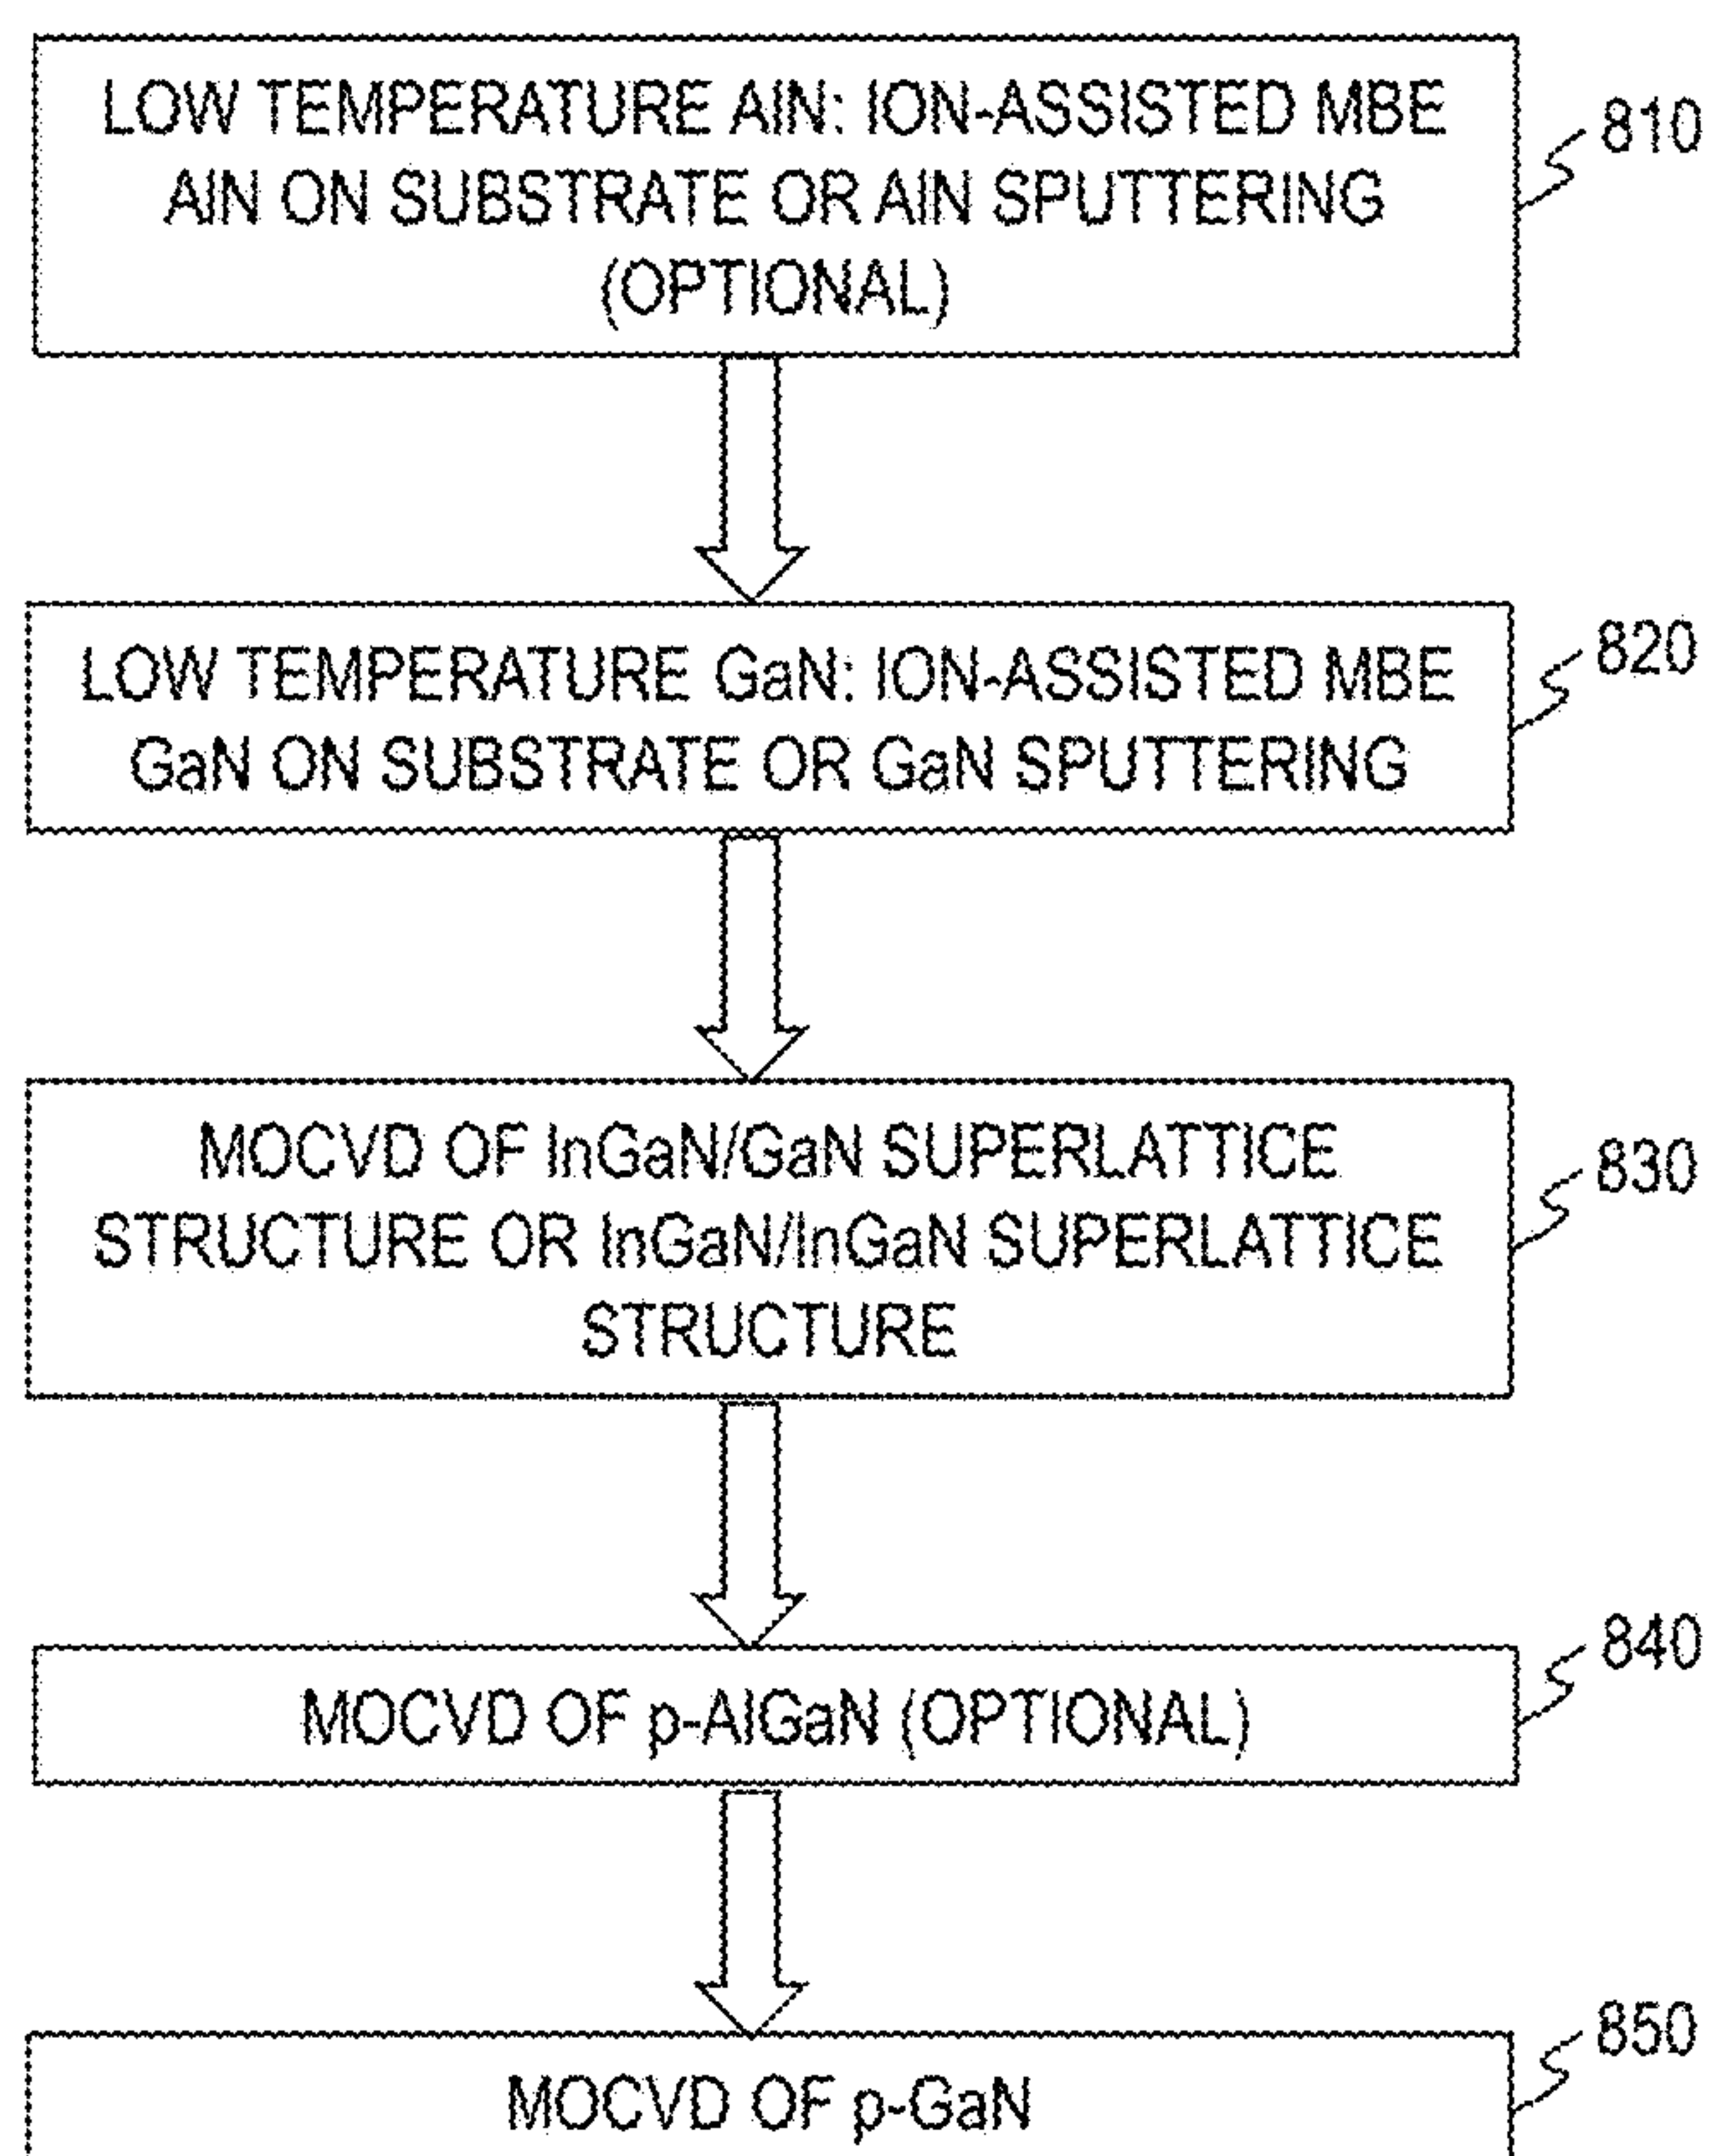 LOW TEMPERATURE AlN: ION-ASSISTED MBE
AlN ON SUBSTRATE OR AlN SPUTTERING
(OPTIONAL)
810
LOW TEMPERATURE GaN: ION-ASSISTED MBE
GaN ON SUBSTRATE OR GaN SPUTTERING
820
MOCVD OF InGaN/GaN SUPERLATTICE
STRUCTURE OR InGaN/InGaN SUPERLATTICE
STRUCTURE
830
MOCVD OF p-AlGaN (OPTIONAL)
840
MOCVD OF p-GaN
850